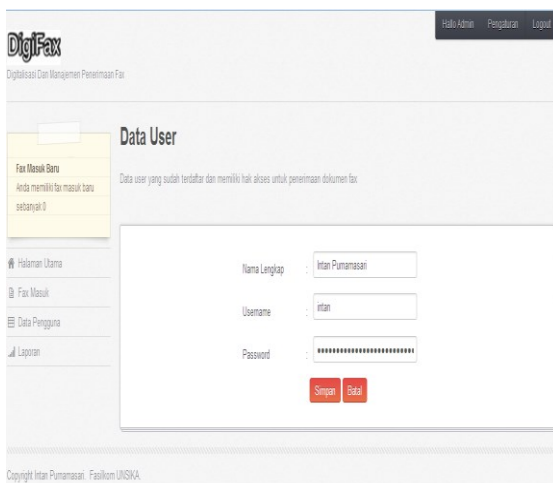 Hallo Admin Pengaturan Logout
DigiFax
Digitalisasi Dan Manajemen Penerimaan Fax
Data User
Data user yang sudah terdaftar dan memiliki hak akses untuk penerimaan dokumen fax
Fax Masuk Baru
Anda memiliki fax masuk baru
sebanyak 0
Halaman Utama
Fax Masuk
Data Pengguna
Laporan
Nama Lengkap : Intan Purnamasari
Username : intan
Password : •••••••••••••••••••••••••
Simpan Batal
Copyright Intan Purnamasari. Fasilkom UNSIKA.